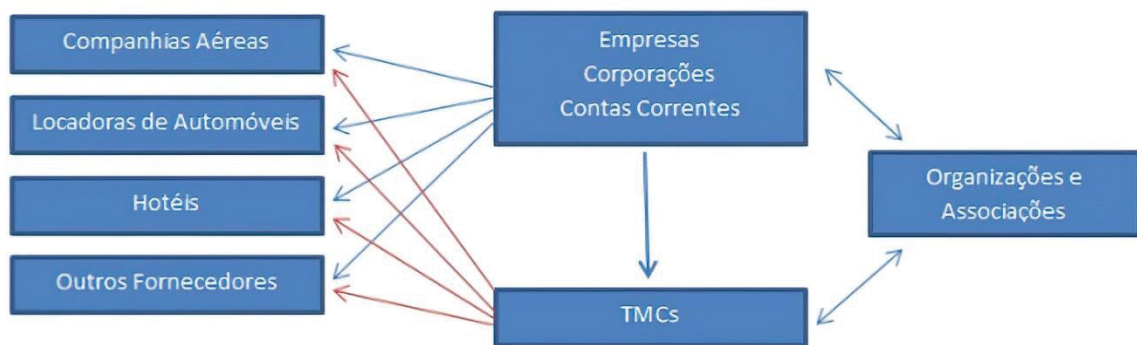 Companhias Aéreas
Locadoras de Automóveis
Hotéis
Outros Fornecedores
Empresas
Corporações
Contas Correntes
TMCs
Organizações e
Associações